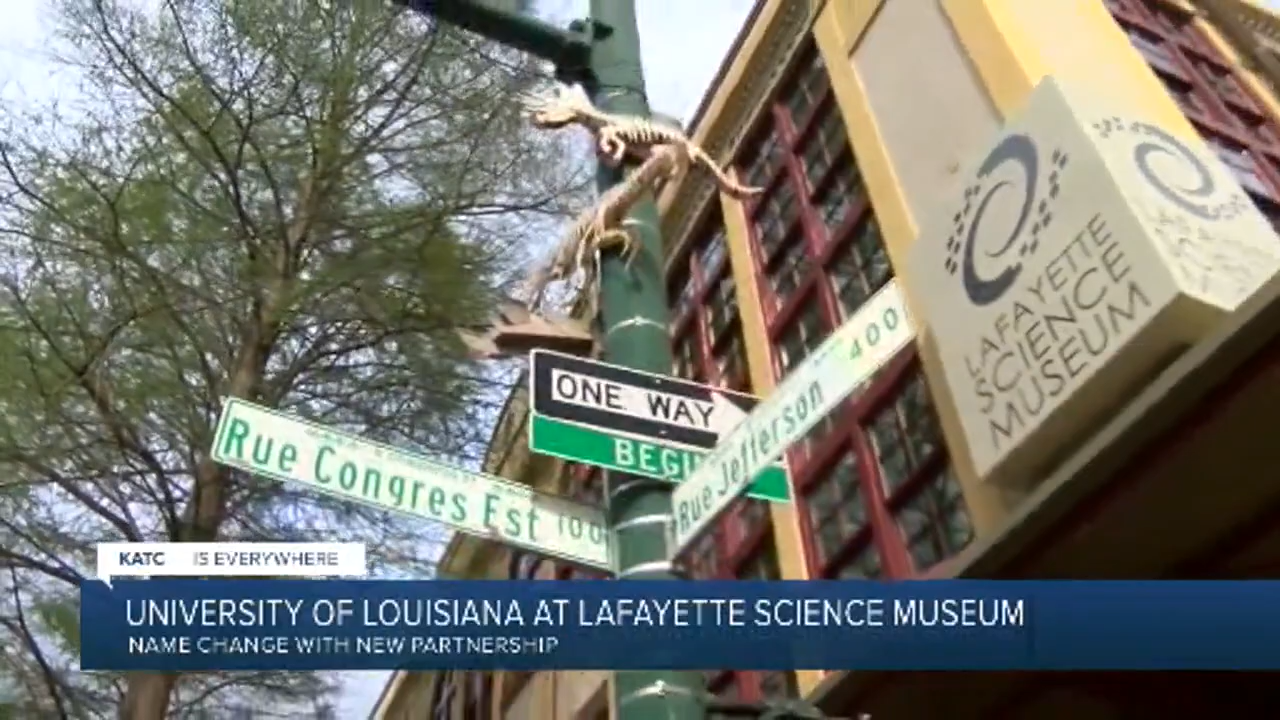 LAFAYETTE
SCIENCE
MUSEUM
ONE WAY
400
Rue Jefferson
Rue Congres Est 100
KATC IS EVERYWHERE
UNIVERSITY OF LOUISIANA AT LAFAYETTE SCIENCE MUSEUM
NAME CHANGE WITH NEW PARTNERSHIP